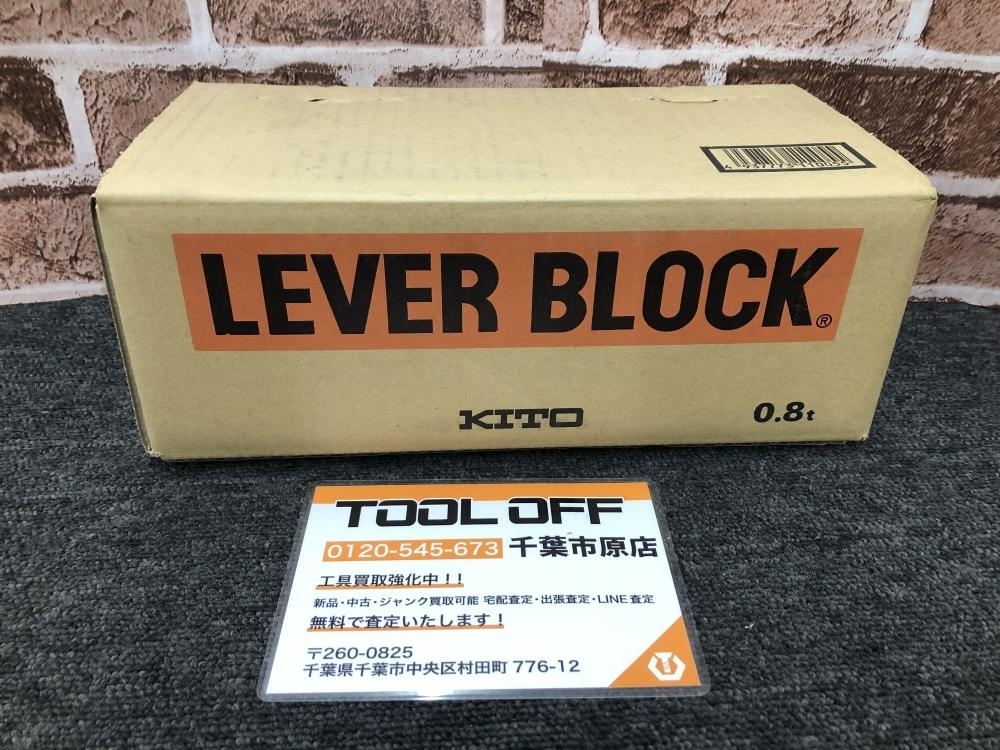 LEVER BLOCK®
KITO
0.8t
TOOL OFF
0120-545-673 千葉市原店
工具買取強化中！！
新品・中古・ジャンク買取可能 宅配査定・出張査定・LINE査定
無料で査定いたします！
〒260-0825
千葉県千葉市中央区村田町 776-12